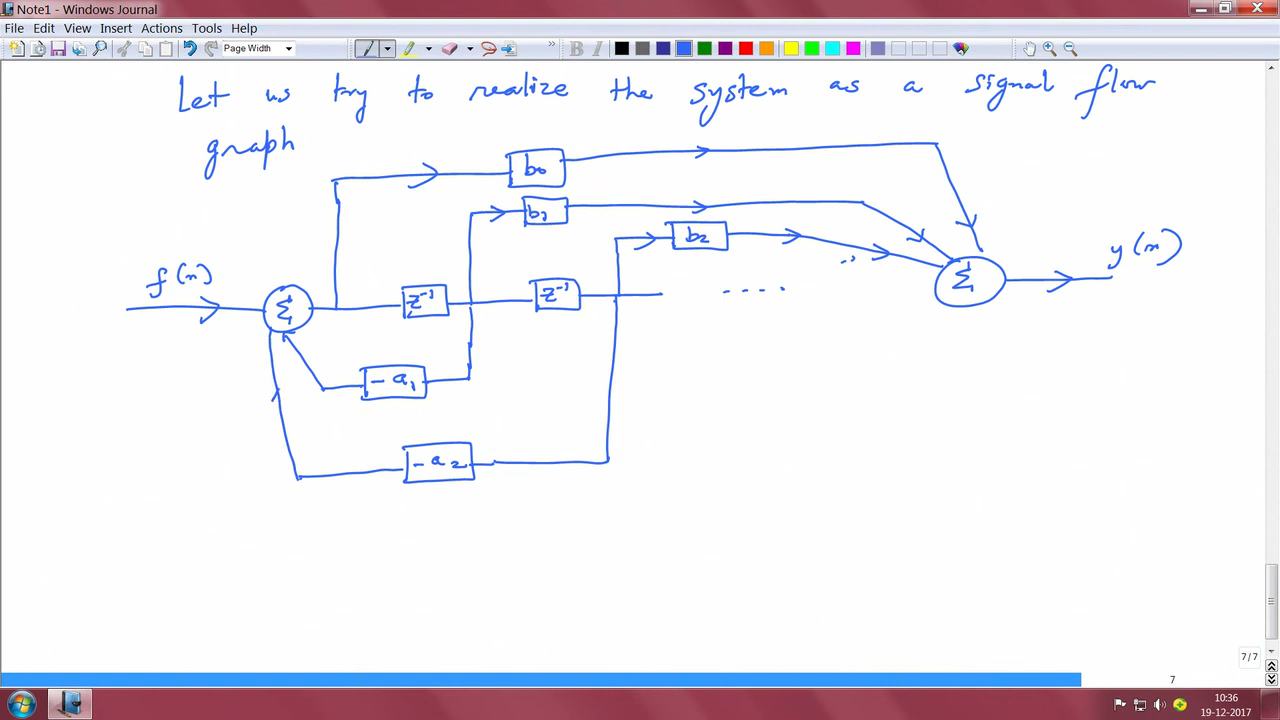 Note1 - Windows Journal
File Edit View Insert Actions Tools Help
Page Width
Let us try to realize the system as a signal flow
graph
b₀
b₁
b₂
f(n)
Σ
z⁻¹
z⁻¹
....
Σ
y(n)
-a₁
-a₂
7/7
7
10:36
19-12-2017